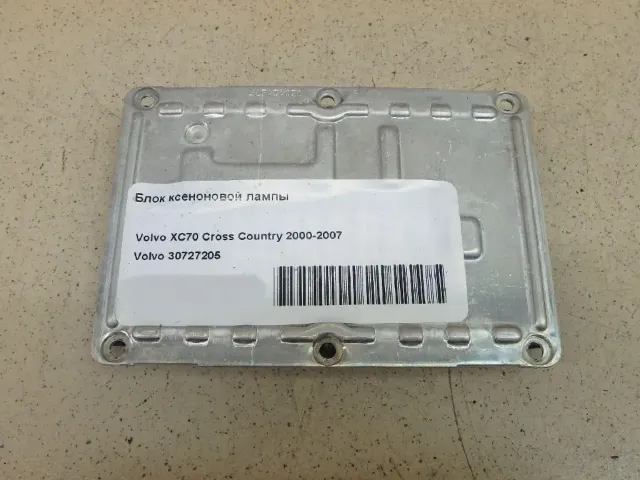 Блок ксеноновой лампы
Volvo XC70 Cross Country 2000-2007
Volvo 30727205